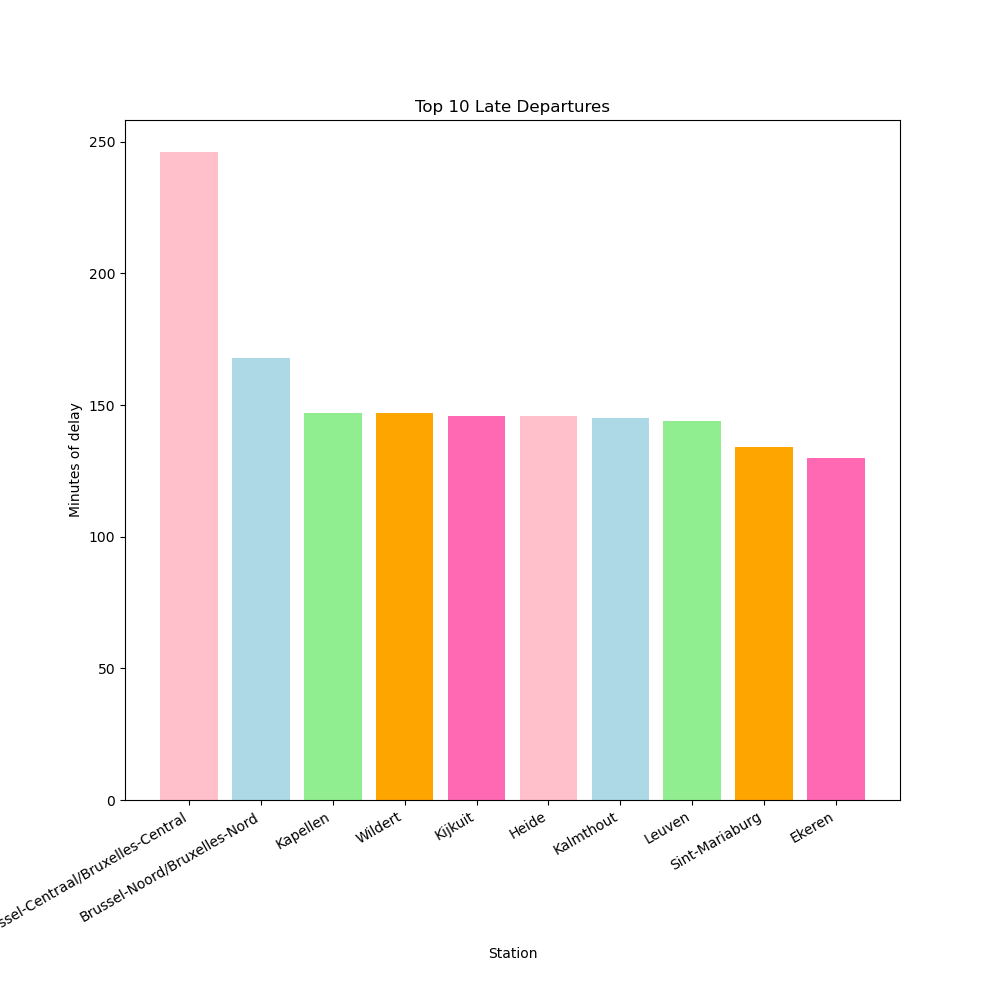 Top 10 Late Departures
Minutes of delay
250
200
150
100
50
0
ssel-Centraal/Bruxelles-Central
Brussel-Noord/Bruxelles-Nord
Kapellen
Wildert
Kijkuit
Heide
Kalmthout
Leuven
Sint-Mariaburg
Ekeren
Station